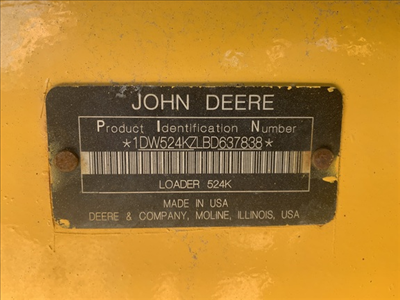 JOHN DEERE
Product Identification Number
*1DW524KZLBD637838*
LOADER 524K
MADE IN USA
DEERE & COMPANY, MOLINE, ILLINOIS, USA